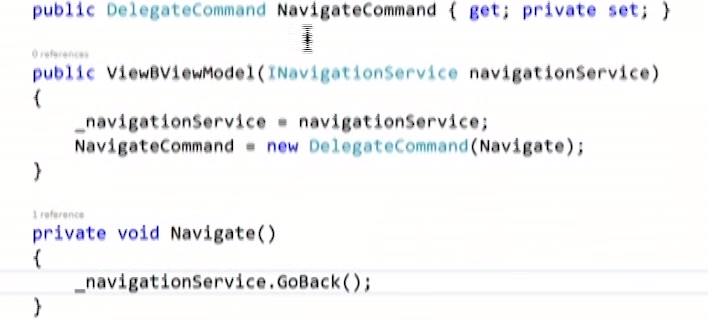 public DelegateCommand NavigateCommand { get; private set; }
0 references
public ViewBViewModel(INavigationService navigationService)
{
_navigationService = navigationService;
NavigateCommand = new DelegateCommand(Navigate);
}
1 reference
private void Navigate()
{
_navigationService.GoBack();
}